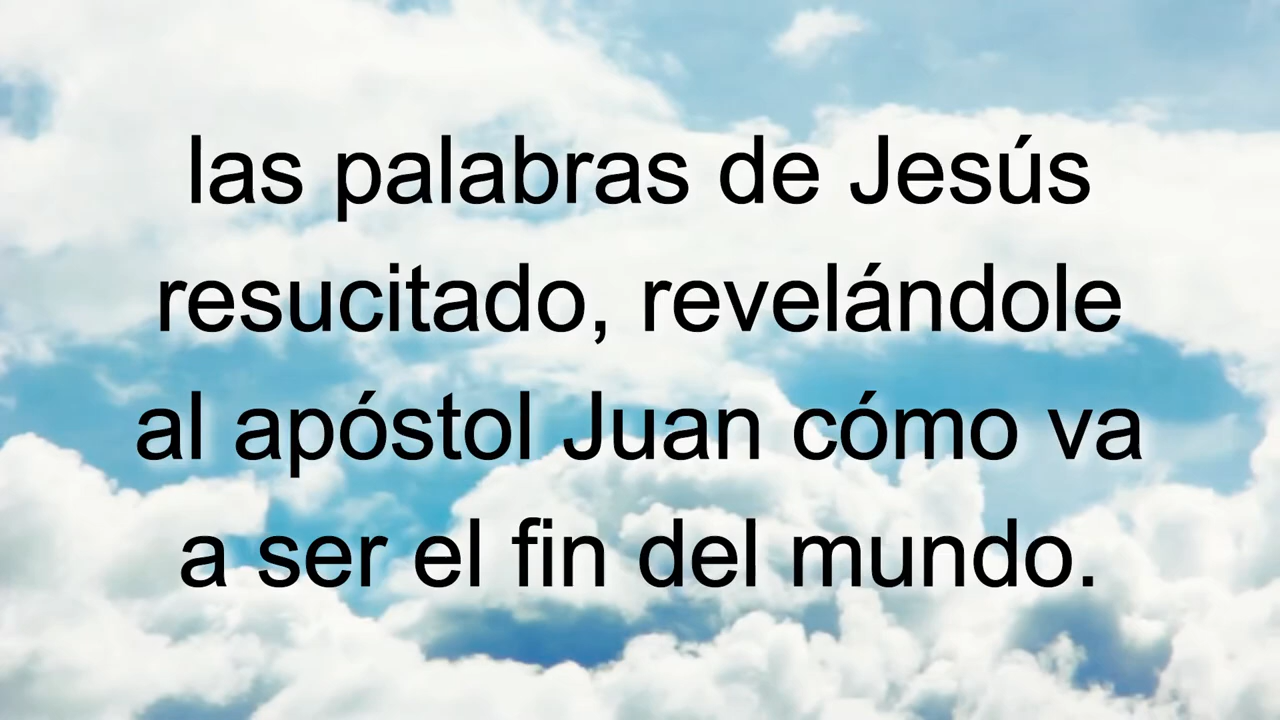 las palabras de Jesús
resucitado, revelándole
al apóstol Juan cómo va
a ser el fin del mundo.